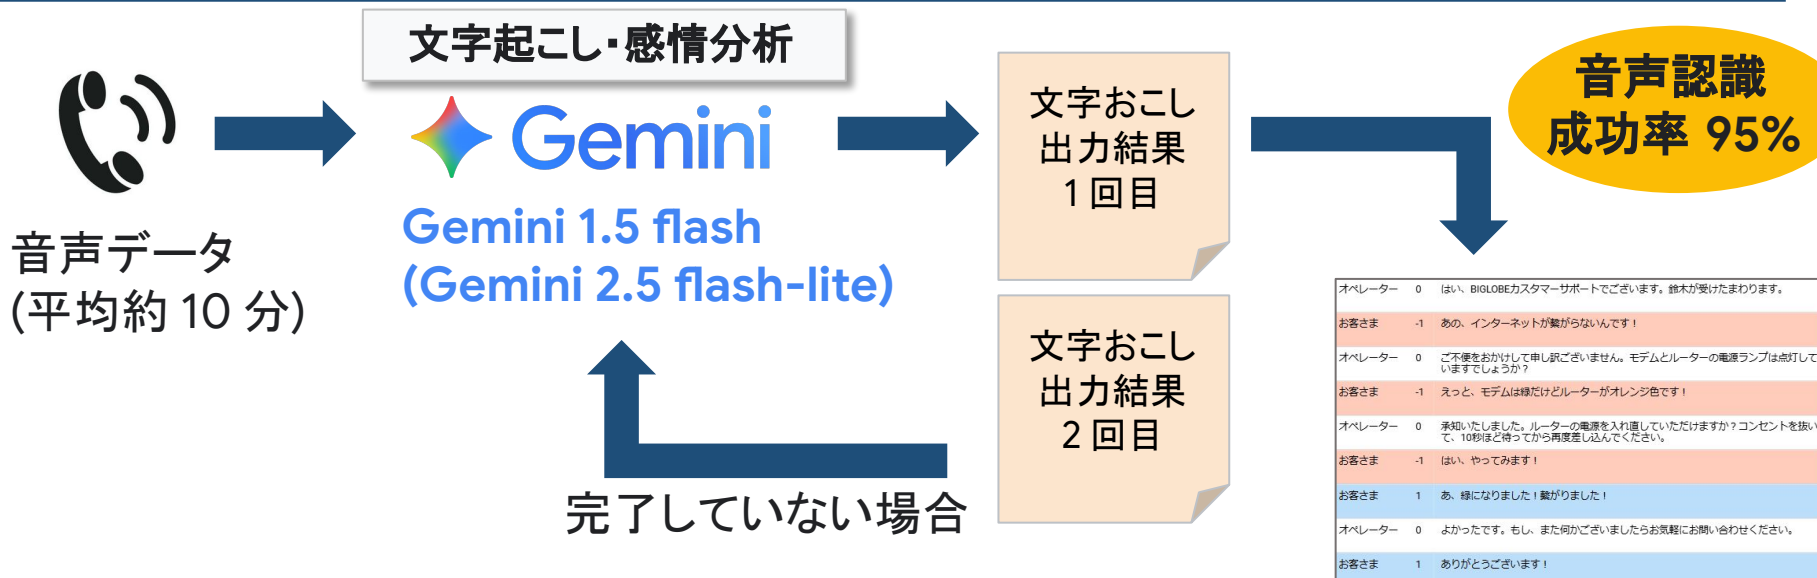 文字起こし・感情分析
音声データ
(平均約 10 分)
Gemini
Gemini 1.5 flash
(Gemini 2.5 flash-lite)
完了していない場合
文字おこし
出力結果
1 回目
文字おこし
出力結果
2 回目
音声認識
成功率 95%
オペレーター 0 はい、BIGLOBEカスタマーサポートでございます。鈴木が受けたまわります。
お客さま -1 あの、インターネットが繋がらないんです！
オペレーター 0 ご不便をおかけして申し訳ございません。モデムとルーターの電源ランプは点灯して
いますでしょうか？
お客さま -1 えっと、モデムは緑だけどルーターがオレンジ色です！
オペレーター 0 承知いたしました。ルーターの電源を入れ直していただけますか？コンセントを抜い
て、10秒ほど待ってから再度差し込んでください。
お客さま -1 はい、やってみます！
お客さま 1 あ、緑になりました！繋がりました！
オペレーター 0 よかったです。もし、また何かございましたらお気軽にお問い合わせください。
お客さま 1 ありがとうございます！